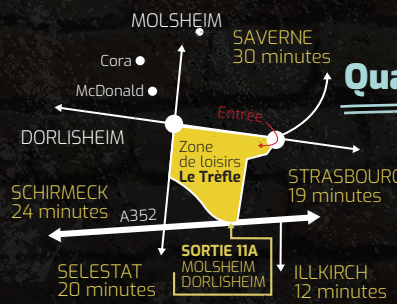 MOLSHEIM
SAVERNE
30 minutes
Cora
McDonald
Qua
Entrée
DORLISHEIM
Zone
de loisirs
Le Trèfle
STRASBOURG
19 minutes
SCHIRMECK
24 minutes
A352
SORTIE 11A
MOLSHEIM
DORLISHEIM
SELESTAT
20 minutes
ILLKIRCH
12 minutes